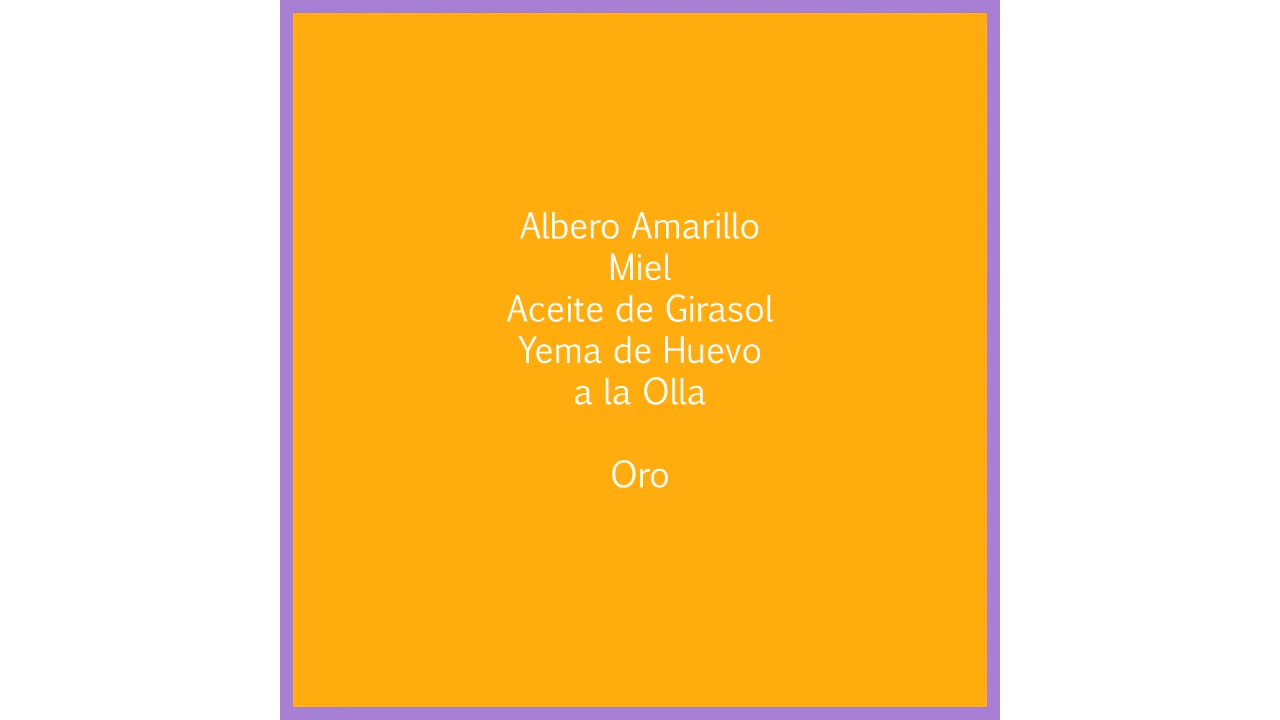 Albero Amarillo
Miel
Aceite de Girasol
Yema de Huevo
a la Olla
Oro